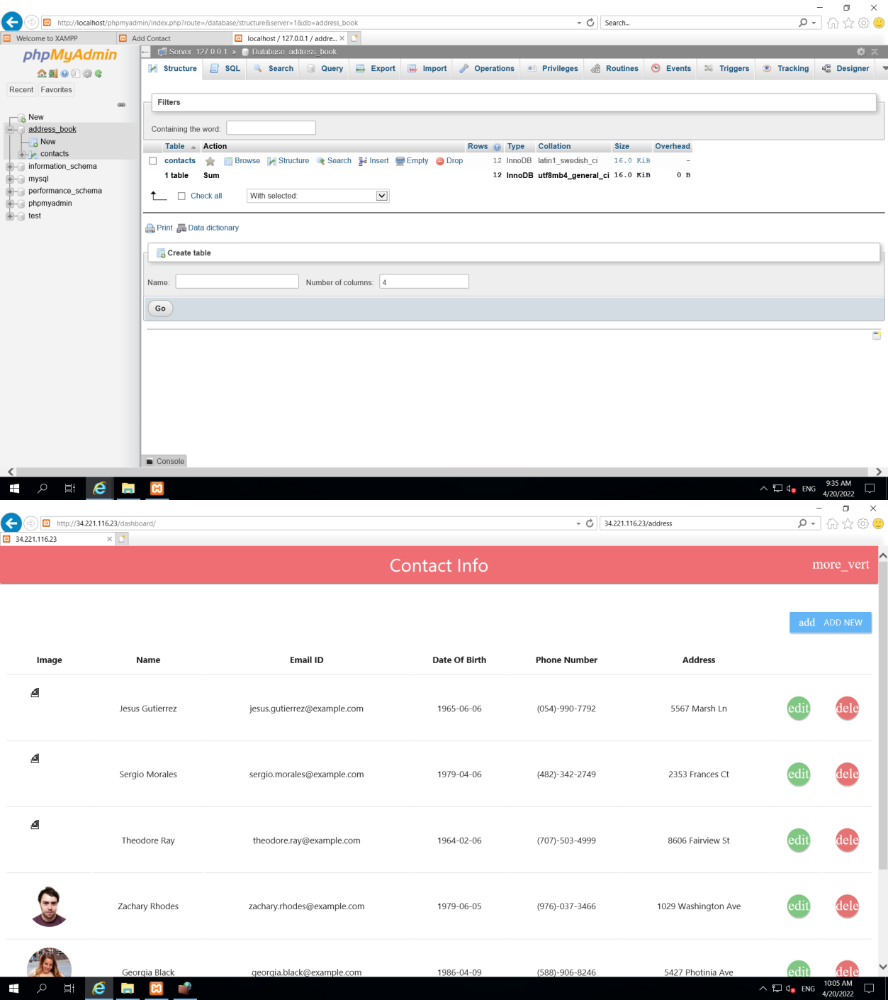 http://localhost/phpmyadmin/index.php?route=/database/structure&server=1&db=address_book
Search...
Welcome to XAMPP
Add Contact
localhost / 127.0.0.1 / addre...
phpMyAdmin
Recent Favorites
New
address_book
New
contacts
information_schema
mysql
performance_schema
phpmyadmin
test
Server: 127.0.0.1 » Database: address_book
Structure SQL Search Query Export Import Operations Privileges Routines Events Triggers Tracking Designer
Filters
Containing the word:
Table Action Rows Type Collation Size Overhead
contacts Browse Structure Search Insert Empty Drop 12 InnoDB latin1_swedish_ci 16.0 KiB -
1 table Sum 12 InnoDB utf8mb4_general_ci 16.0 KiB 0 B
Check all With selected:
Print Data dictionary
Create table
Name: Number of columns: 4
Go
Console
ENG
9:35 AM
4/20/2022
http://34.221.116.23/dashboard/
34.221.116.23/address
34.221.116.23
Contact Info
more_vert
add ADD NEW
Image Name Email ID Date Of Birth Phone Number Address
Jesus Gutierrez jesus.gutierrez@example.com 1965-06-06 (054)-990-7792 5567 Marsh Ln edit dele
Sergio Morales sergio.morales@example.com 1979-04-06 (482)-342-2749 2353 Frances Ct edit dele
Theodore Ray theodore.ray@example.com 1964-02-06 (707)-503-4999 8606 Fairview St edit dele
Zachary Rhodes zachary.rhodes@example.com 1979-06-05 (976)-037-3466 1029 Washington Ave edit dele
Georgia Black georgia.black@example.com 1986-04-09 (588)-906-8246 5427 Photinia Ave edit dele
ENG
10:05 AM
4/20/2022